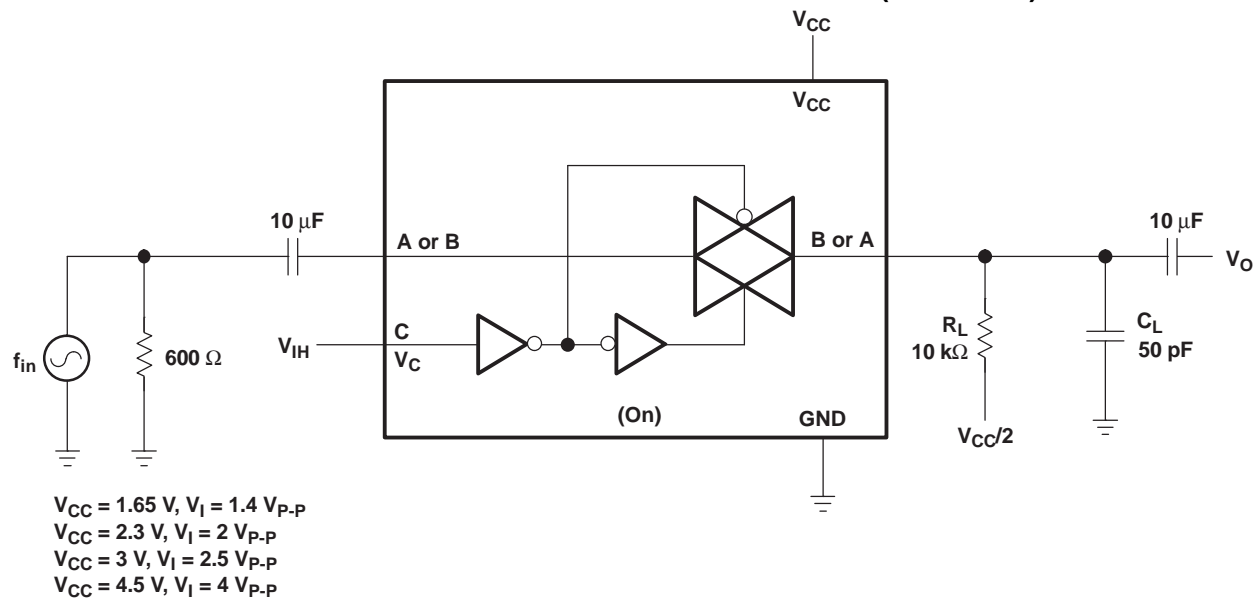 VCC
VCC
10 μF
A or B
B or A
10 μF
VO
fin
600 Ω
VIH
C
VC
RL
10 kΩ
CL
50 pF
(On)
GND
VCC/2
VCC = 1.65 V, VI = 1.4 VP-P
VCC = 2.3 V, VI = 2 VP-P
VCC = 3 V, VI = 2.5 VP-P
VCC = 4.5 V, VI = 4 VP-P